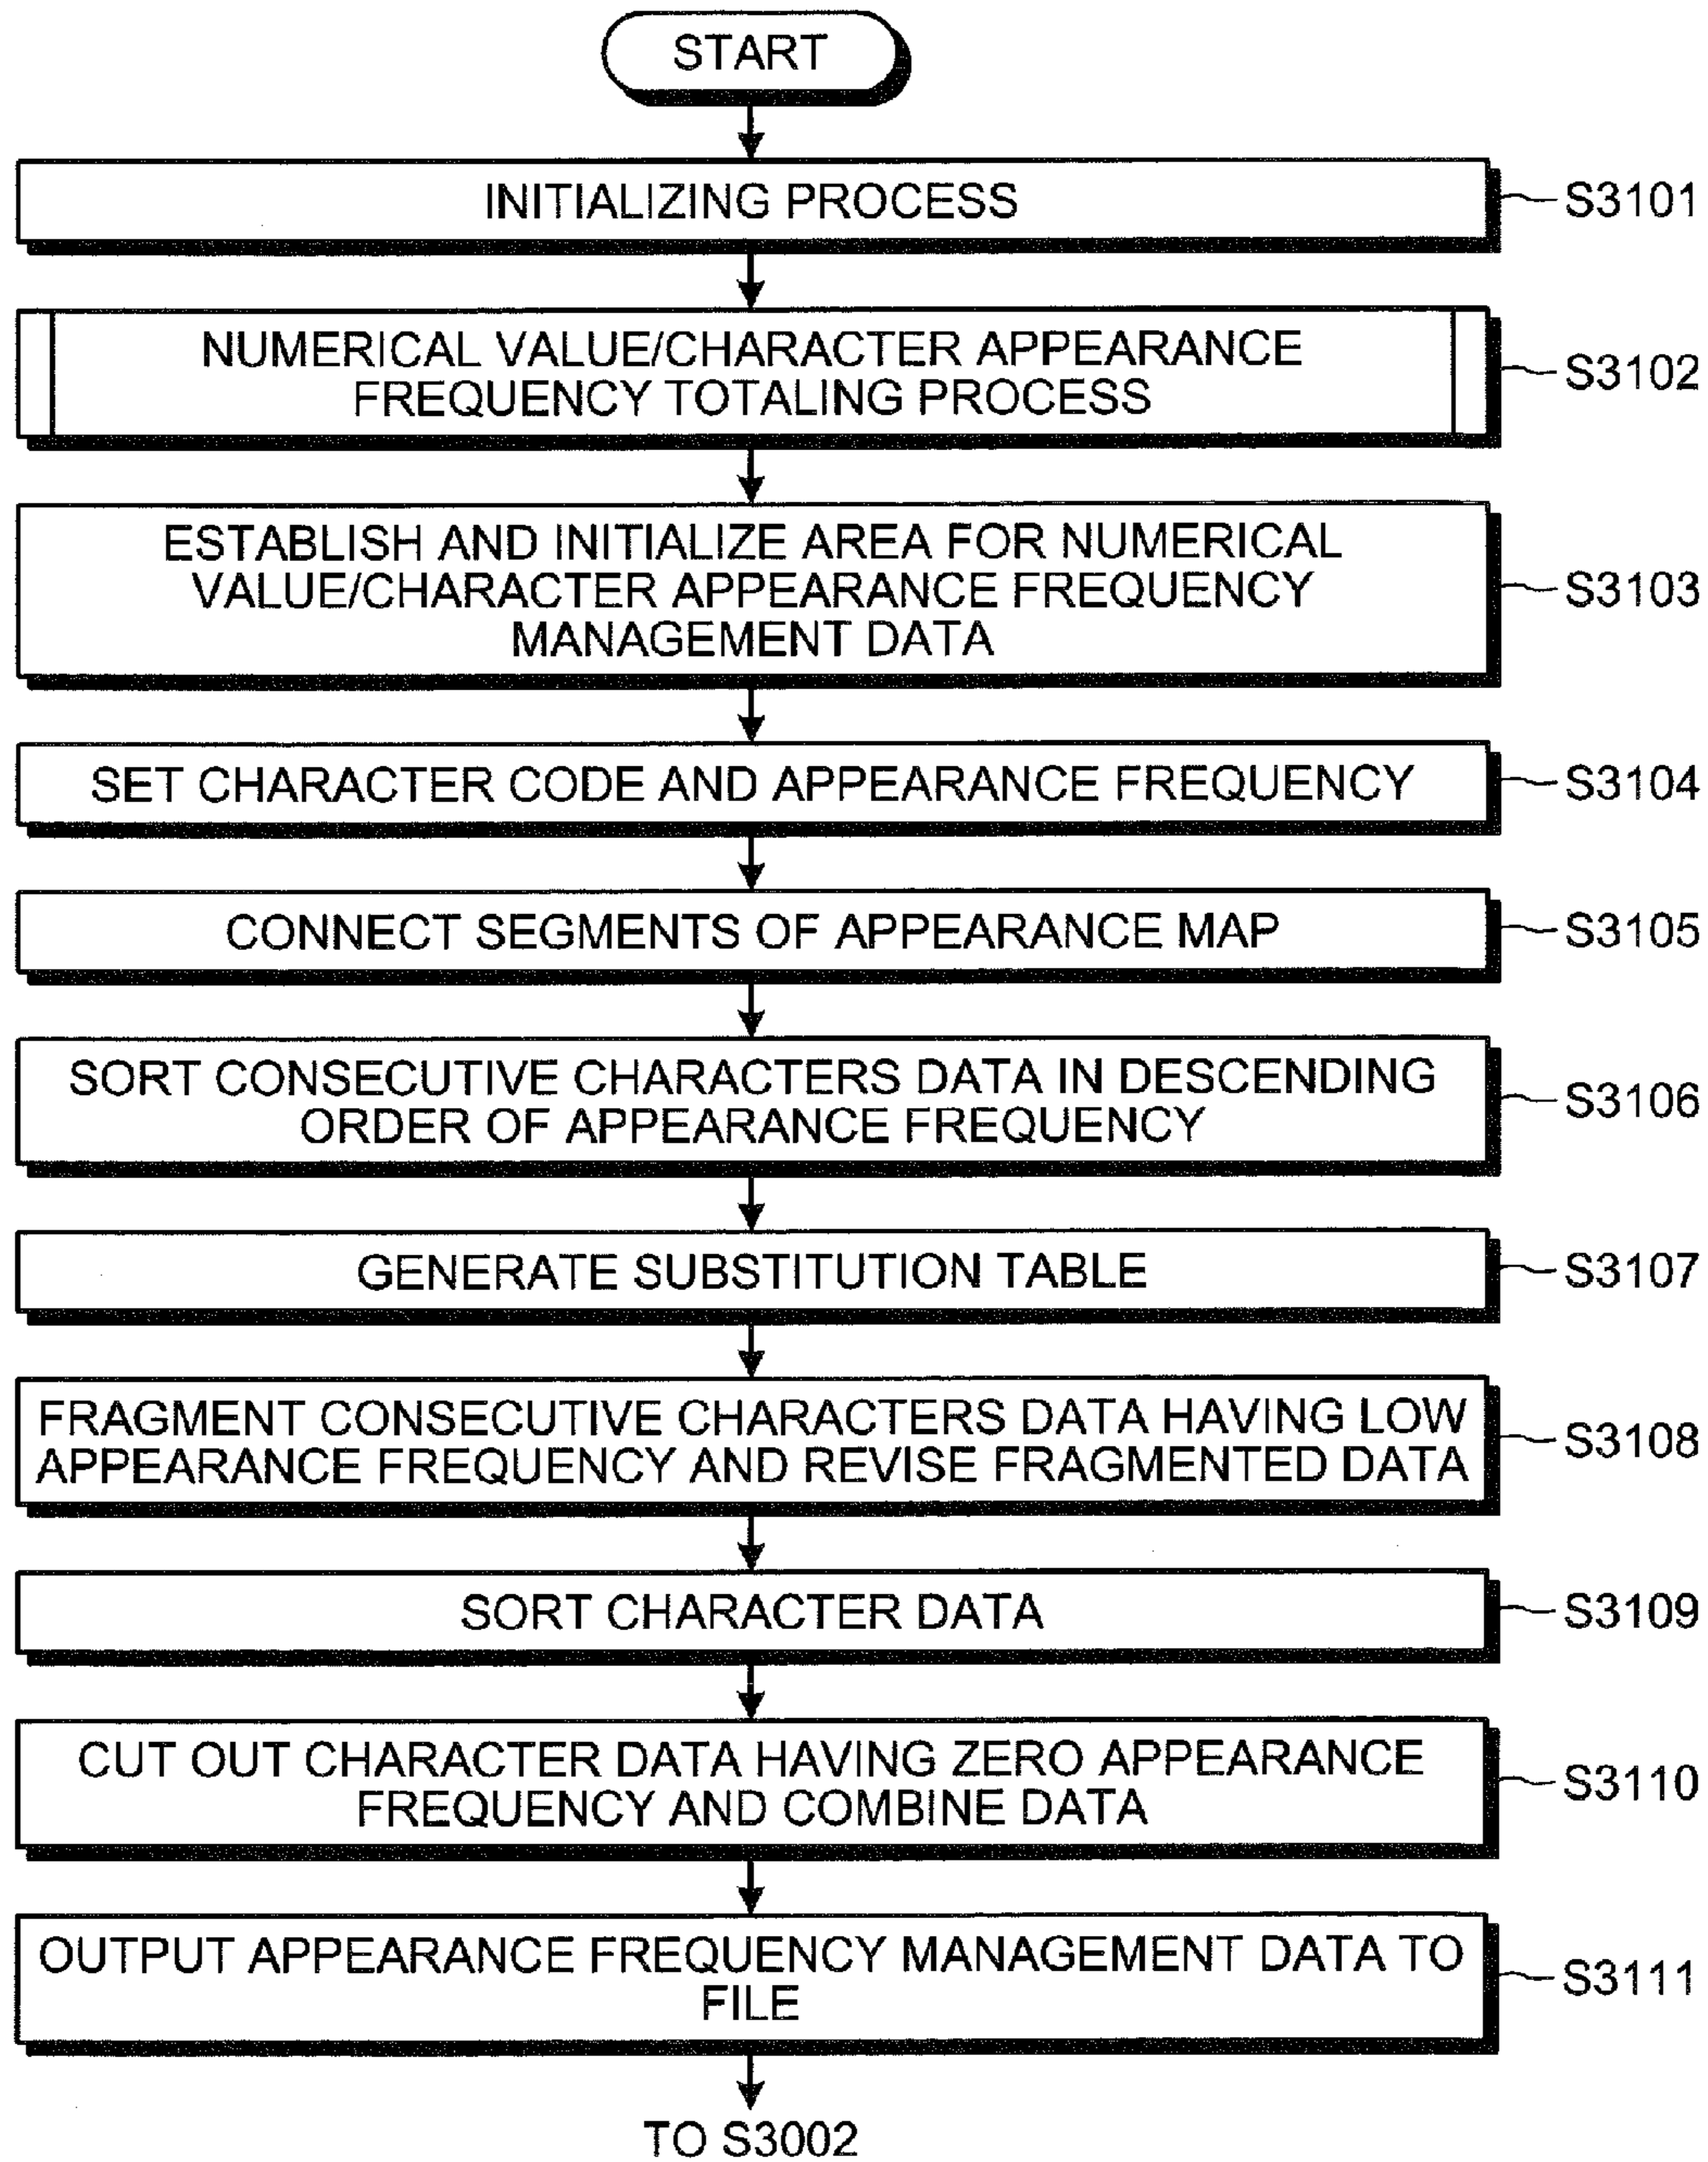 START
INITIALIZING PROCESS
S3101
NUMERICAL VALUE/CHARACTER APPEARANCE
FREQUENCY TOTALING PROCESS
S3102
ESTABLISH AND INITIALIZE AREA FOR NUMERICAL
VALUE/CHARACTER APPEARANCE FREQUENCY
MANAGEMENT DATA
S3103
SET CHARACTER CODE AND APPEARANCE FREQUENCY
S3104
CONNECT SEGMENTS OF APPEARANCE MAP
S3105
SORT CONSECUTIVE CHARACTERS DATA IN DESCENDING
ORDER OF APPEARANCE FREQUENCY
S3106
GENERATE SUBSTITUTION TABLE
S3107
FRAGMENT CONSECUTIVE CHARACTERS DATA HAVING LOW
APPEARANCE FREQUENCY AND REVISE FRAGMENTED DATA
S3108
SORT CHARACTER DATA
S3109
CUT OUT CHARACTER DATA HAVING ZERO APPEARANCE
FREQUENCY AND COMBINE DATA
S3110
OUTPUT APPEARANCE FREQUENCY MANAGEMENT DATA TO
FILE
S3111
TO S3002